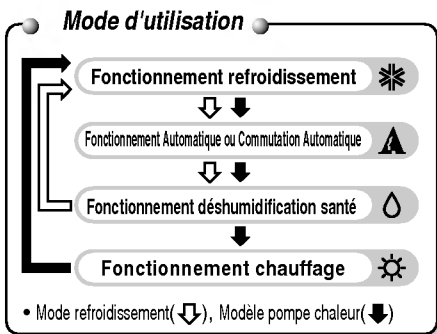 Mode d'utilisation
Fonctionnement refroidissement
Fonctionnement Automatique ou Commutation Automatique
Fonctionnement déshumidification santé
Fonctionnement chauffage
• Mode refroidissement(⇩), Modèle pompe chaleur(🡇)